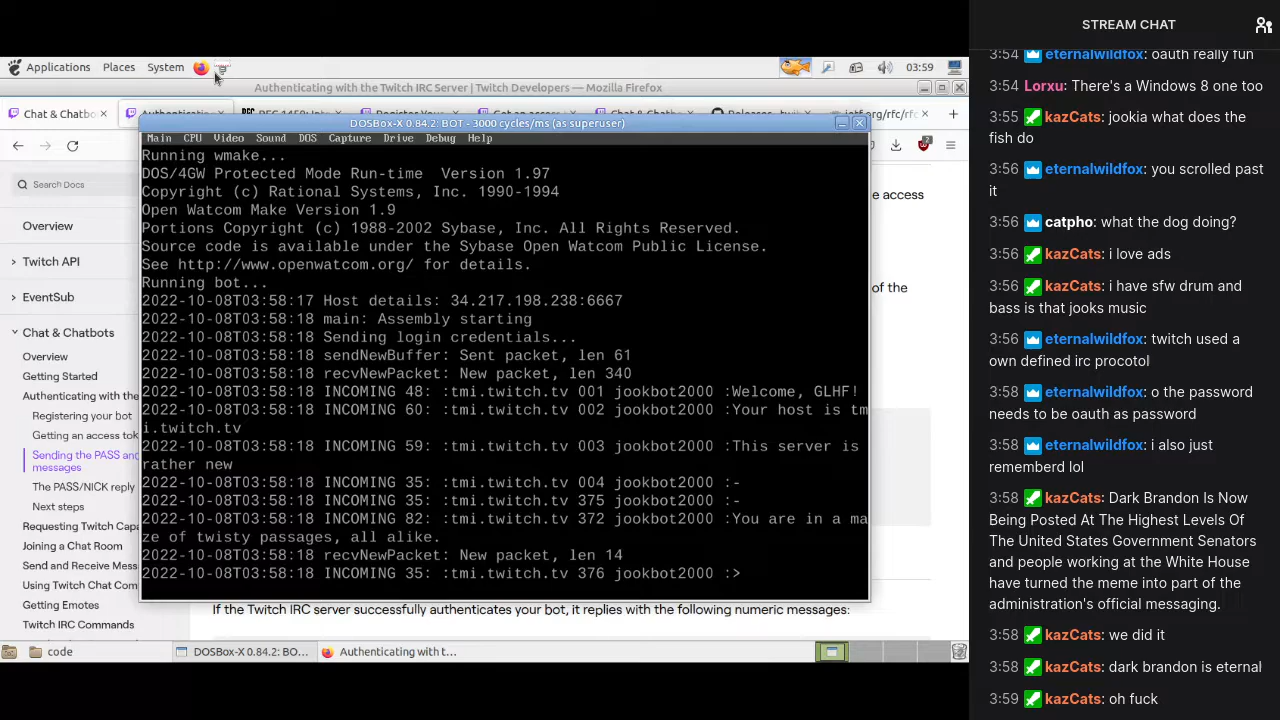 STREAM CHAT
Applications Places System 03:59
Authenticating with the Twitch IRC Server | Twitch Developers — Mozilla Firefox
Chat & Chatbots
DOSBox-X 0.84.2: BOT - 3000 cycles/ms (as superuser)
Main CPU Video Sound DOS Capture Drive Debug Help
Running wmake...
DOS/4GW Protected Mode Run-time Version 1.97
Copyright (c) Rational Systems, Inc. 1990-1994
Open Watcom Make Version 1.9
Portions Copyright (c) 1988-2002 Sybase, Inc. All Rights Reserved.
Source code is available under the Sybase Open Watcom Public License.
See http://www.openwatcom.org/ for details.
Running bot...
2022-10-08T03:58:17 Host details: 34.217.198.238:6667
2022-10-08T03:58:18 main: Assembly starting
2022-10-08T03:58:18 Sending login credentials...
2022-10-08T03:58:18 sendNewBuffer: Sent packet, len 61
2022-10-08T03:58:18 recvNewPacket: New packet, len 340
2022-10-08T03:58:18 INCOMING 48: :tmi.twitch.tv 001 jookbot2000 :Welcome, GLHF!
2022-10-08T03:58:18 INCOMING 60: :tmi.twitch.tv 002 jookbot2000 :Your host is tm
i.twitch.tv
2022-10-08T03:58:18 INCOMING 59: :tmi.twitch.tv 003 jookbot2000 :This server is
rather new
2022-10-08T03:58:18 INCOMING 35: :tmi.twitch.tv 004 jookbot2000 :-
2022-10-08T03:58:18 INCOMING 35: :tmi.twitch.tv 375 jookbot2000 :-
2022-10-08T03:58:18 INCOMING 82: :tmi.twitch.tv 372 jookbot2000 :You are in a ma
ze of twisty passages, all alike.
2022-10-08T03:58:18 recvNewPacket: New packet, len 14
2022-10-08T03:58:18 INCOMING 35: :tmi.twitch.tv 376 jookbot2000 :>
Search Docs
Overview
Twitch API
EventSub
Chat & Chatbots
Overview
Getting Started
Authenticating with the
Registering your bot
Getting an access tok
Sending the PASS and
messages
The PASS/NICK reply
Next steps
Requesting Twitch Capa
Joining a Chat Room
Send and Receive Mess
Using Twitch Chat Comm
Getting Emotes
Twitch IRC Commands
e access
of the
If the Twitch IRC server successfully authenticates your bot, it replies with the following numeric messages:
code
DOSBox-X 0.84.2: BO...
Authenticating with t...
3:54 eternalwildfox: oauth really fun
3:54 Lorxu: There's a Windows 8 one too
3:55 kazCats: jookia what does the
fish do
3:56 eternalwildfox: you scrolled past
it
3:56 catpho: what the dog doing?
3:56 kazCats: i love ads
3:56 kazCats: i have sfw drum and
bass is that jooks music
3:56 eternalwildfox: twitch used a
own defined irc procotol
3:58 eternalwildfox: o the password
needs to be oauth as password
3:58 eternalwildfox: i also just
rememberd lol
3:58 kazCats: Dark Brandon Is Now
Being Posted At The Highest Levels Of
The United States Government Senators
and people working at the White House
have turned the meme into part of the
administration's official messaging.
3:58 kazCats: we did it
3:58 kazCats: dark brandon is eternal
3:59 kazCats: oh fuck